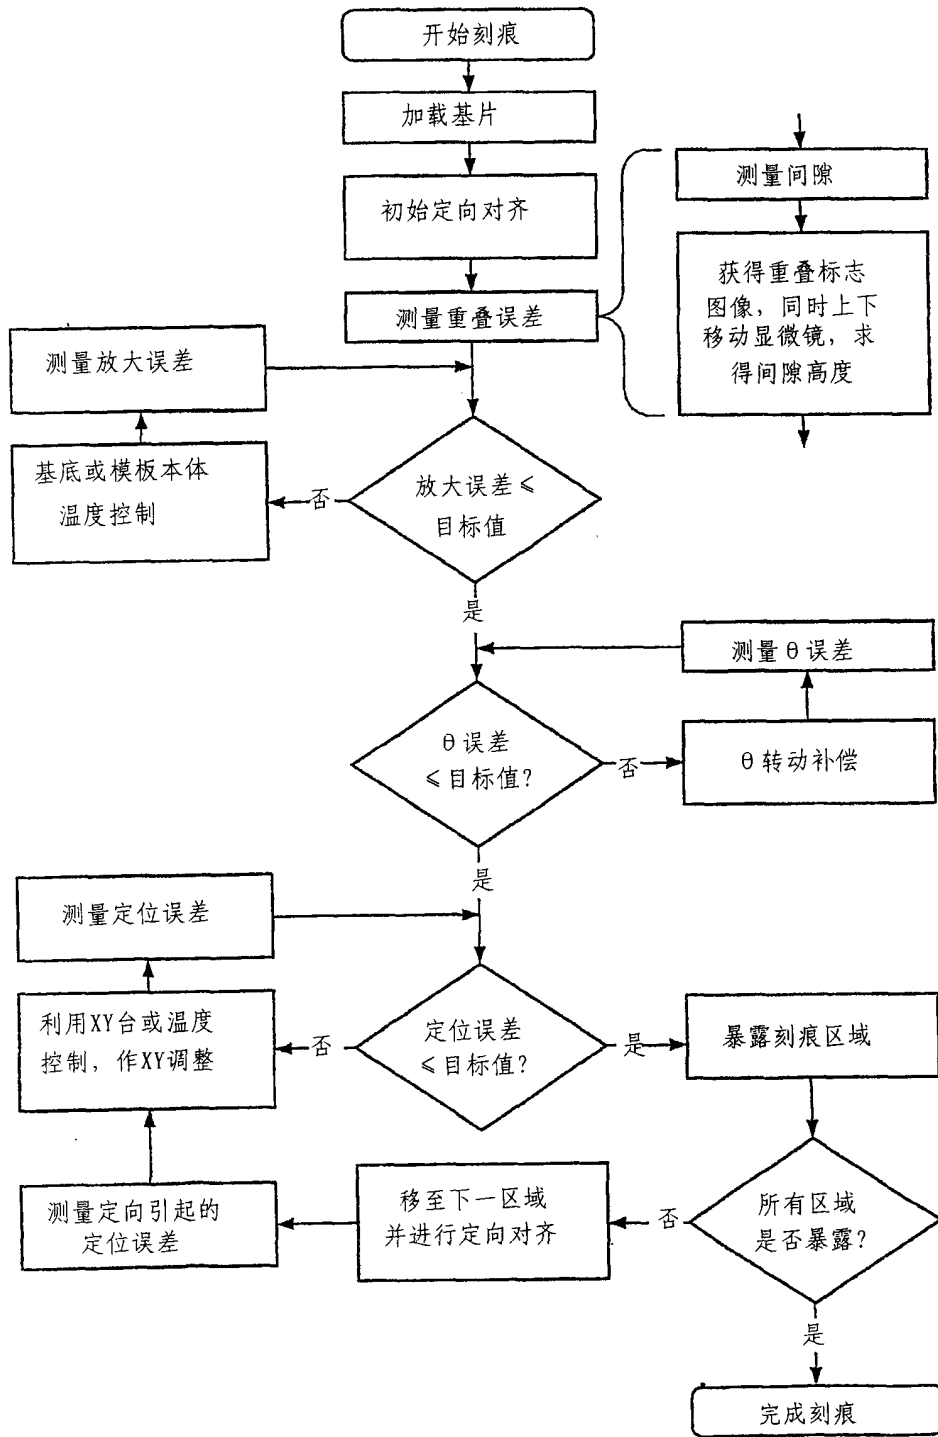 开始刻痕
加载基片
初始定向对齐
测量重叠误差
测量间隙
获得重叠标志
图像，同时上下
移动显微镜，求
得间隙高度
测量放大误差
基底或模板本体
温度控制
否
放大误差≤
目标值
是
测量θ误差
θ误差
≤目标值?
否
θ转动补偿
是
测量定位误差
利用XY台或温度
控制，作XY调整
否
定位误差
≤目标值?
是
暴露刻痕区域
测量定向引起的
定位误差
移至下一区域
并进行定向对齐
否
所有区域
是否暴露?
是
完成刻痕